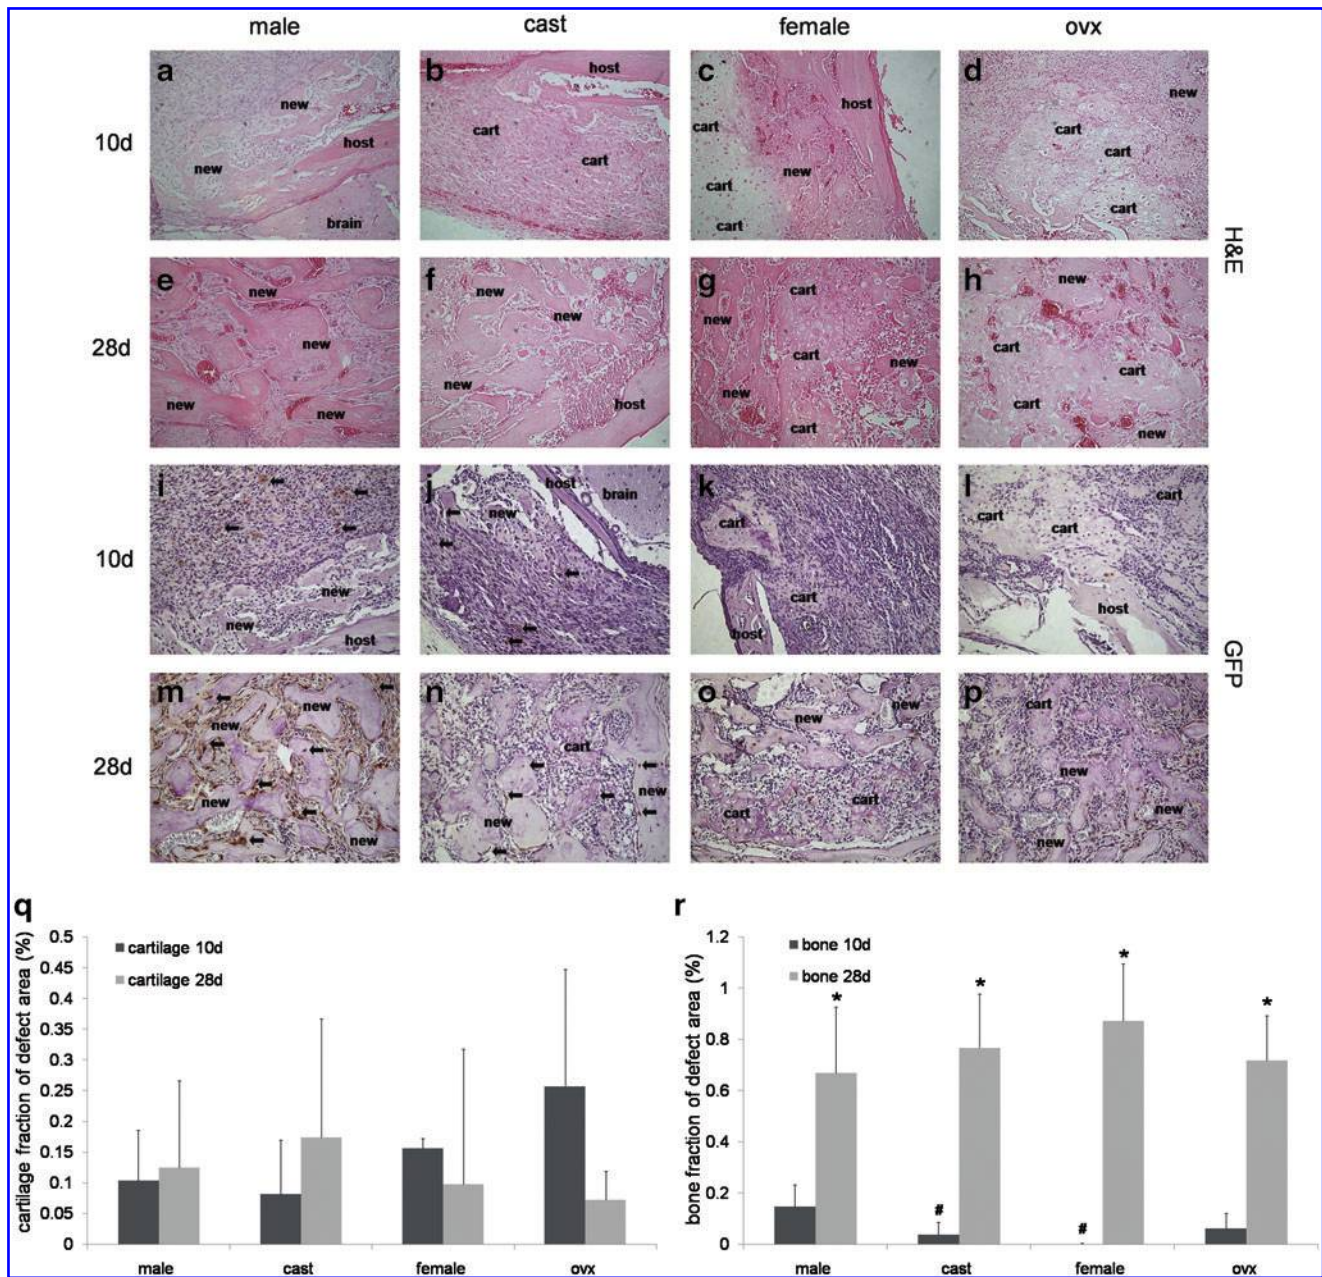 male cast female ovx
10d
a new new host brain
b host cart cart
c host cart new cart cart
d new cart cart cart
H&E
28d
e new new new new
f new new new host
g cart new cart new new cart
h new cart cart cart new
10d
i new new host
j host brain new
k cart cart host
l cart cart cart host
GFP
28d
m new new new new
n cart new new
o new new cart cart
p cart new new new
q
cartilage fraction of defect area (%)
0.5
0.45
0.4
0.35
0.3
0.25
0.2
0.15
0.1
0.05
0
cartilage 10d
cartilage 28d
male cast female ovx
r
bone fraction of defect area (%)
1.2
1
0.8
0.6
0.4
0.2
0
bone 10d
bone 28d
* * * *
# #
male cast female ovx